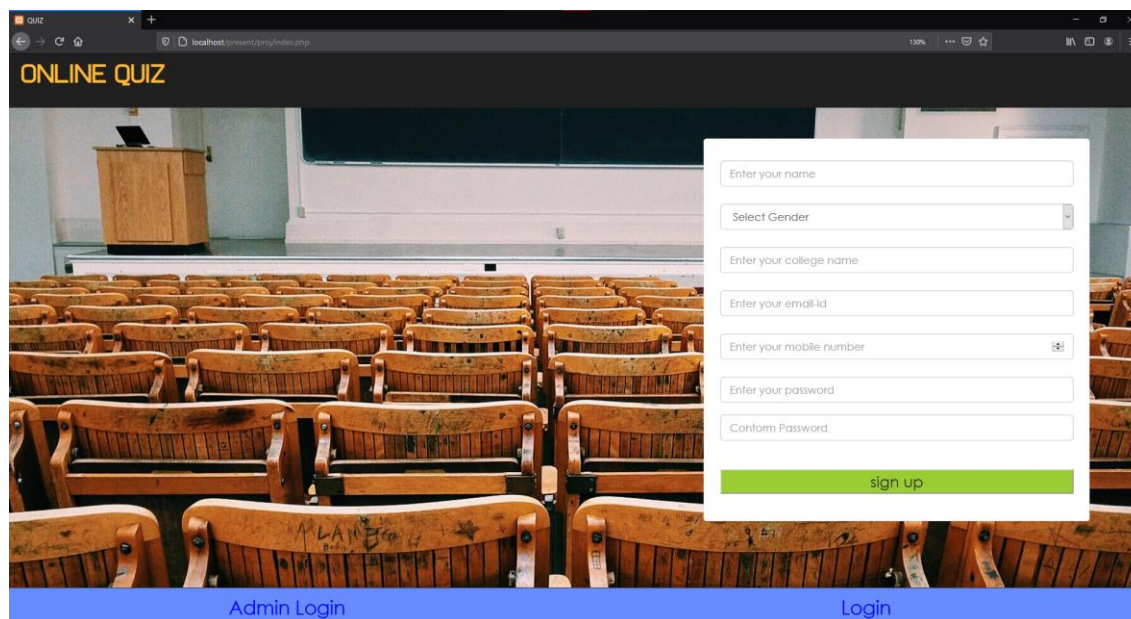 QUIZ
localhost/present/proj/index.php
130%
ONLINE QUIZ
Enter your name
Select Gender
Enter your college name
Enter your email-id
Enter your mobile number
Enter your password
Conform Password
sign up
Admin Login
Login